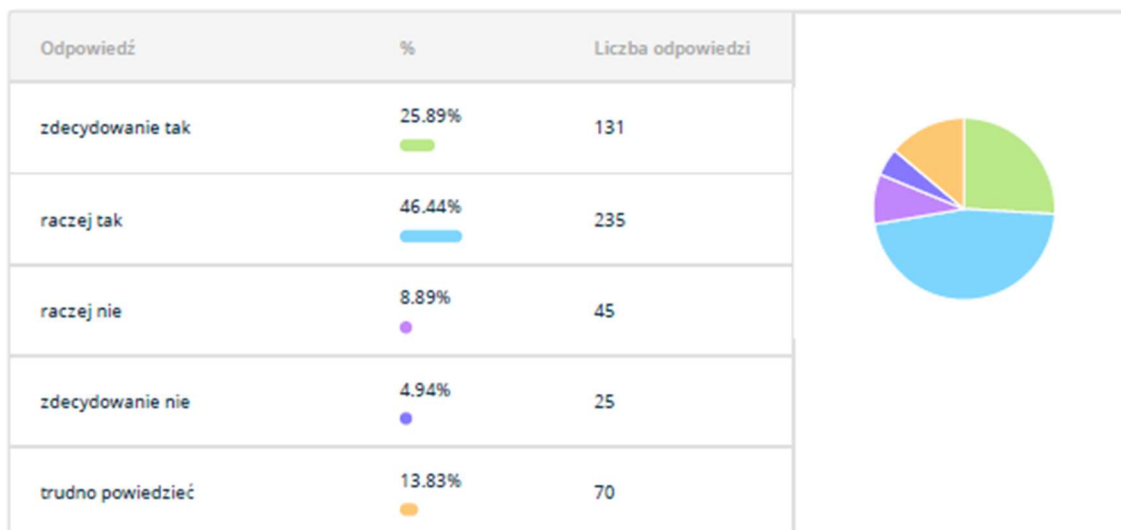 Odpowiedź % Liczba odpowiedzi
zdecydowanie tak 25.89% 131
raczej tak 46.44% 235
raczej nie 8.89% 45
zdecydowanie nie 4.94% 25
trudno powiedzieć 13.83% 70